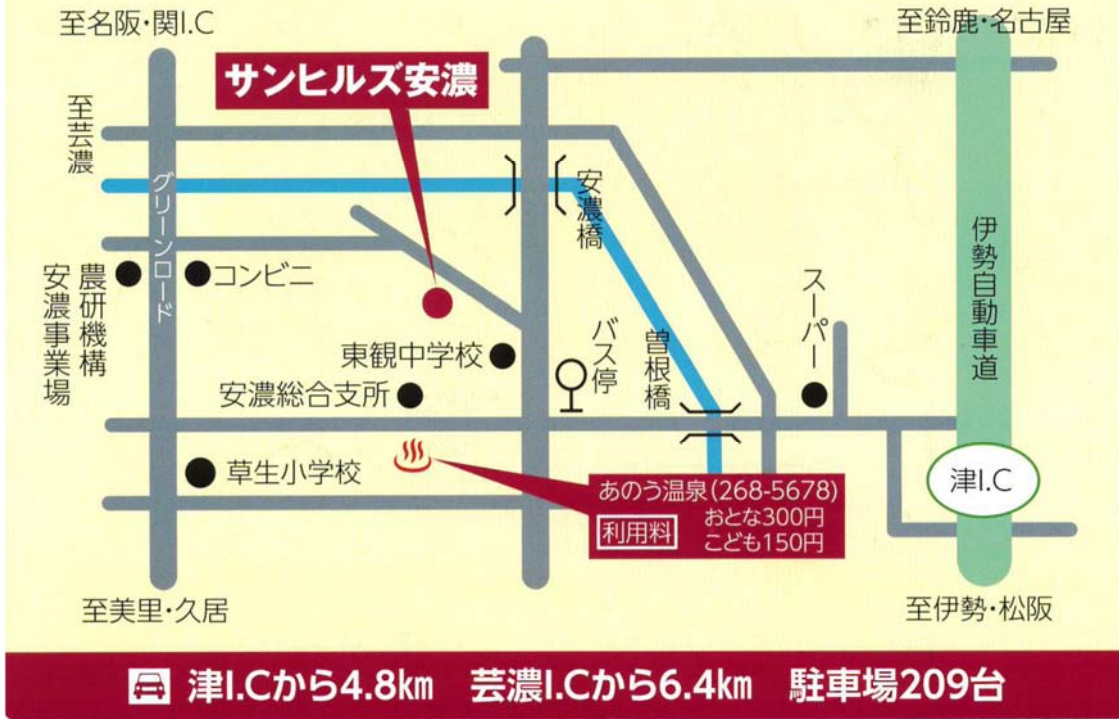 至名阪・関I.C
至鈴鹿・名古屋
サンヒルズ安濃
至芸濃
グリーンロード
安濃橋
伊勢自動車道
農研機構
安濃事業場
コンビニ
スーパー
バス停
曽根橋
東観中学校
安濃総合支所
草生小学校
あのう温泉(268-5678)
利用料
おとな300円
こども150円
津I.C
至美里・久居
至伊勢・松阪
津I.Cから4.8km 芸濃I.Cから6.4km 駐車場209台